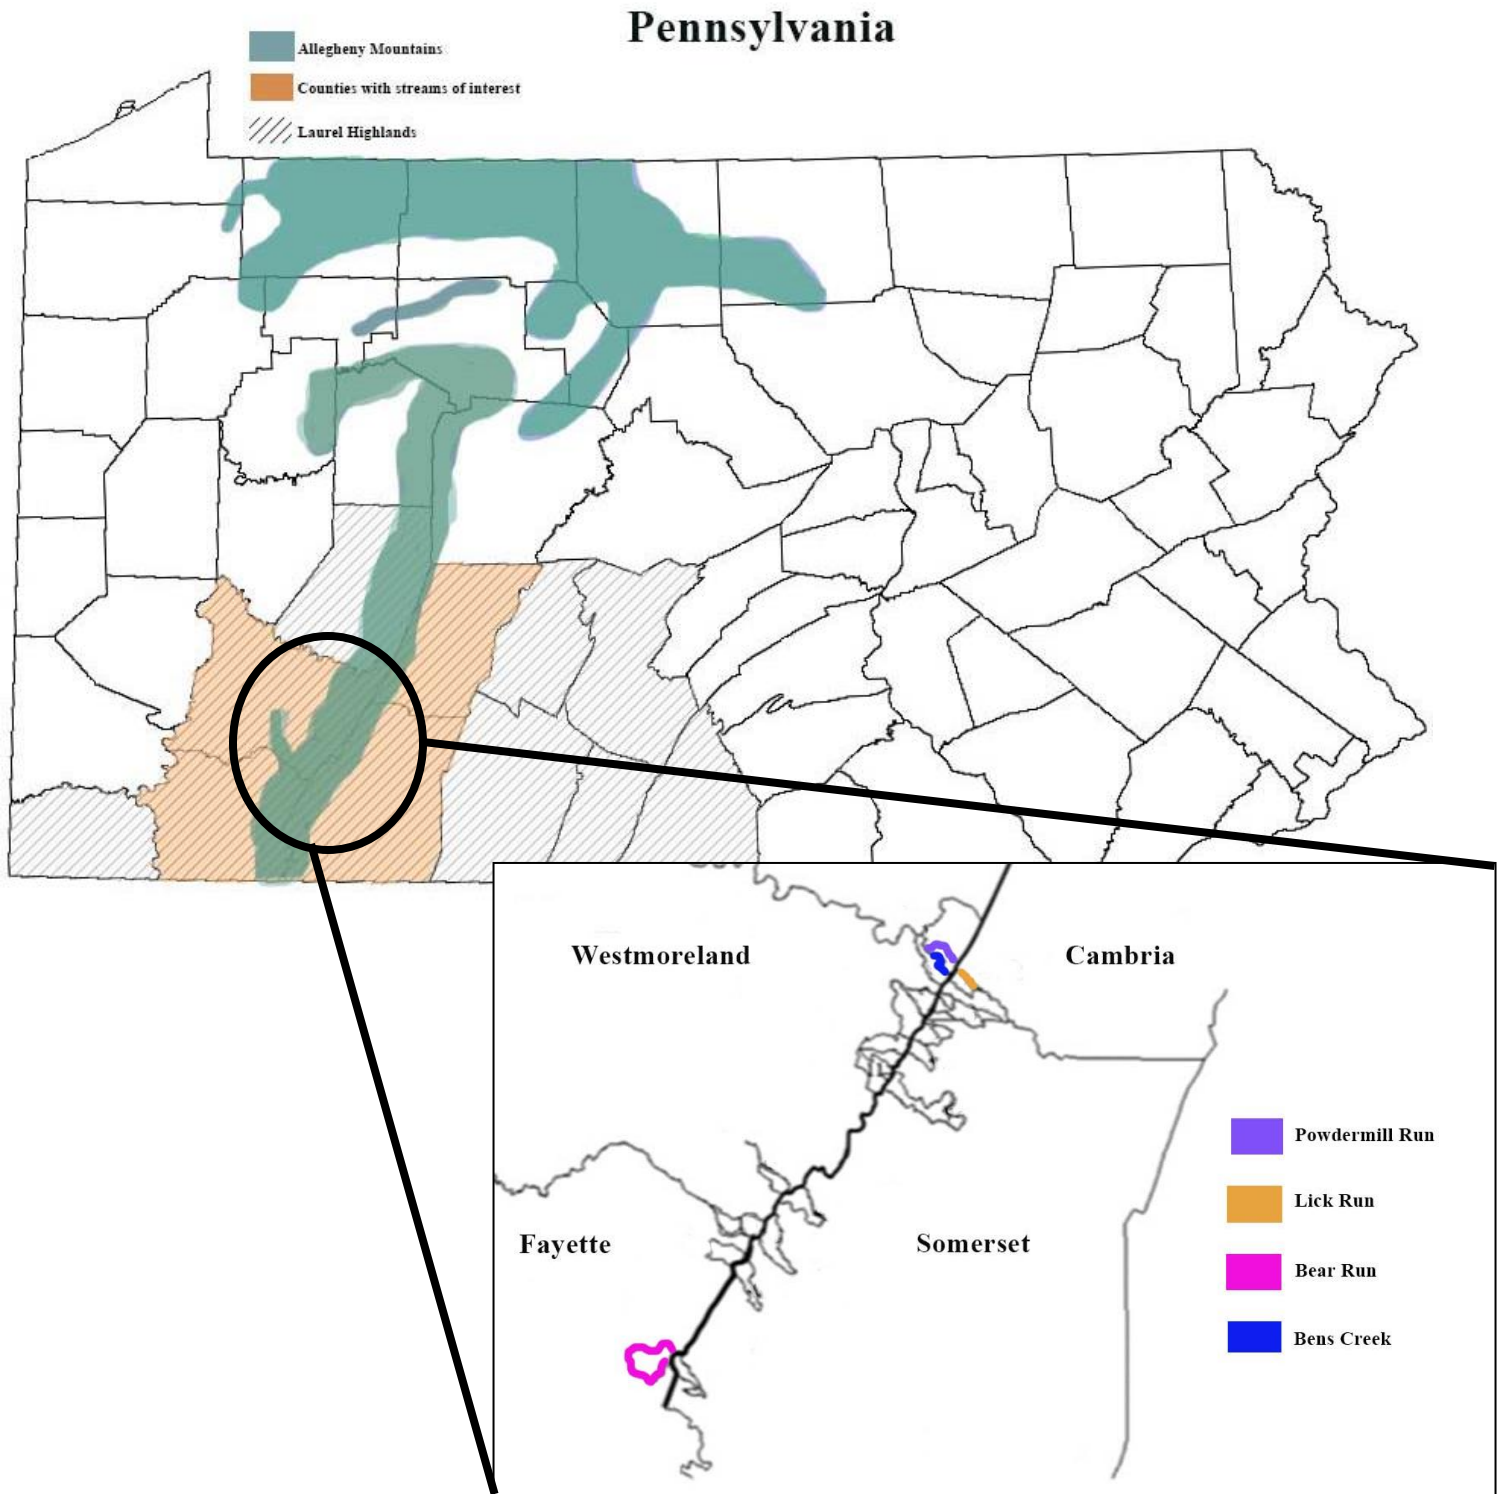 Pennsylvania
Allegheny Mountains
Counties with streams of interest
Laurel Highlands
Westmoreland
Cambria
Powdermill Run
Lick Run
Fayette
Somerset
Bear Run
Bens Creek